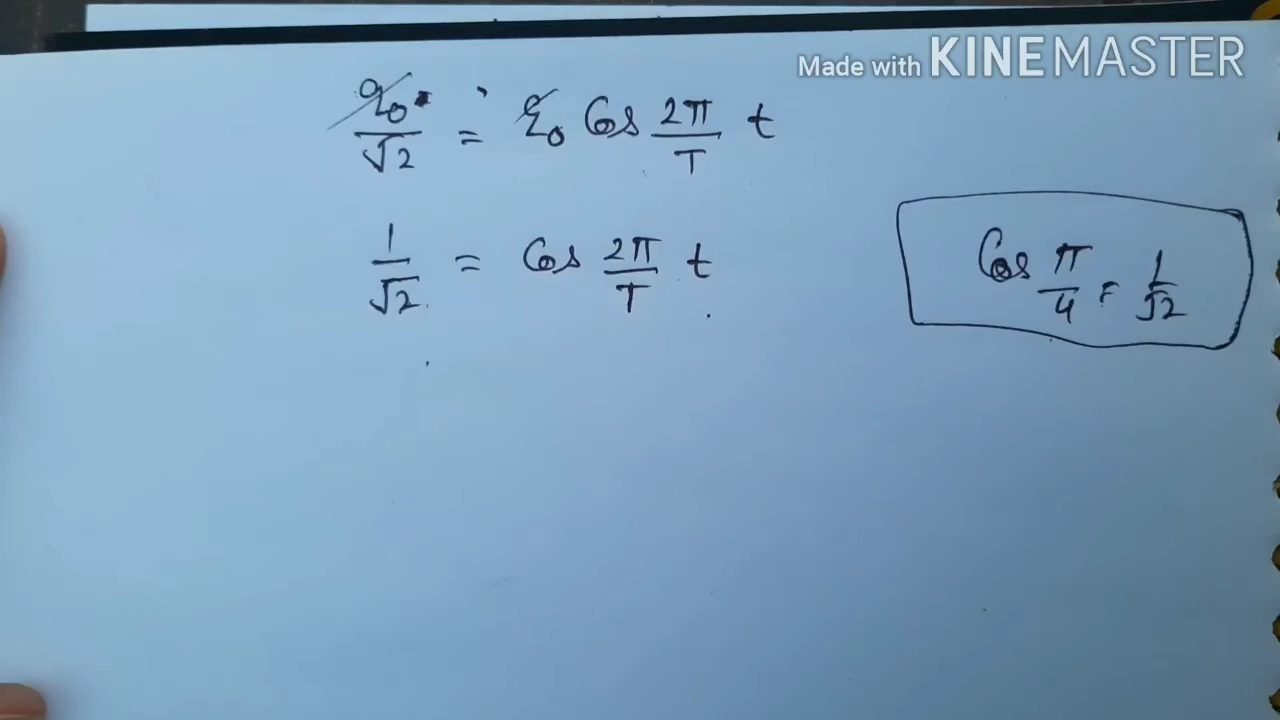 Made with KINEMASTER
q₀/√2 = q₀ Cos 2π/T t
1/√2 = Cos 2π/T t
Cos π/4 = 1/√2